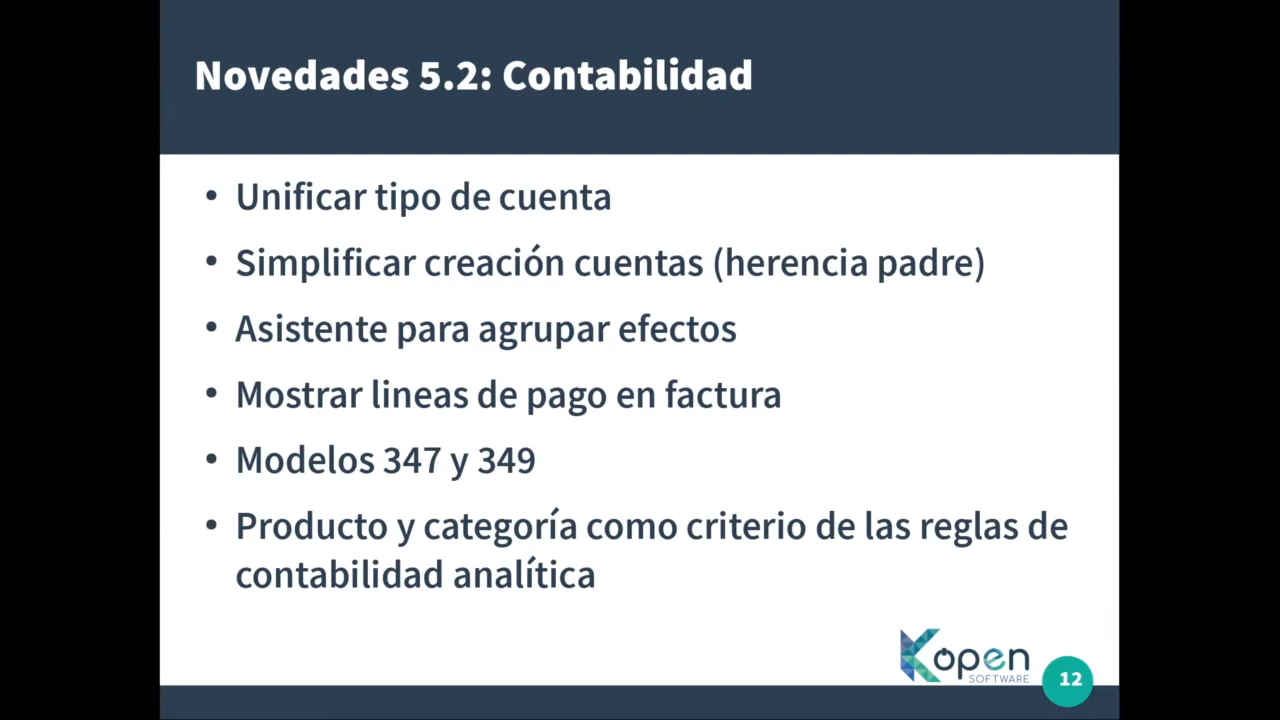 Novedades 5.2: Contabilidad
• Unificar tipo de cuenta
• Simplificar creación cuentas (herencia padre)
• Asistente para agrupar efectos
• Mostrar lineas de pago en factura
• Modelos 347 y 349
• Producto y categoría como criterio de las reglas de
contabilidad analítica
Kopen
SOFTWARE
12